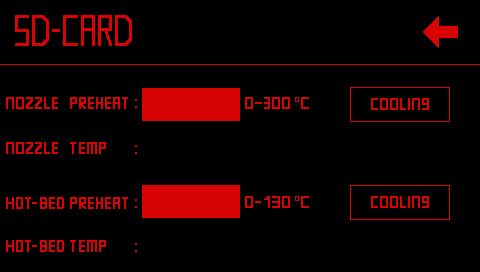 SD-CARD
NOZZLE PREHEAT : 0-300°C COOLING
NOZZLE TEMP :
HOT-BED PREHEAT : 0-130°C COOLING
HOT-BED TEMP :